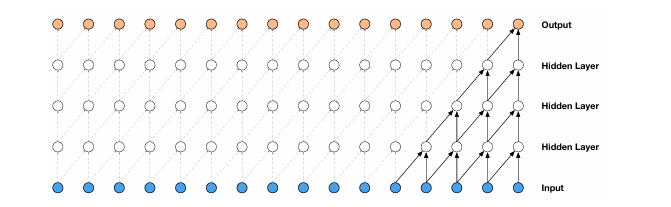 Output
Hidden Layer
Hidden Layer
Hidden Layer
Input